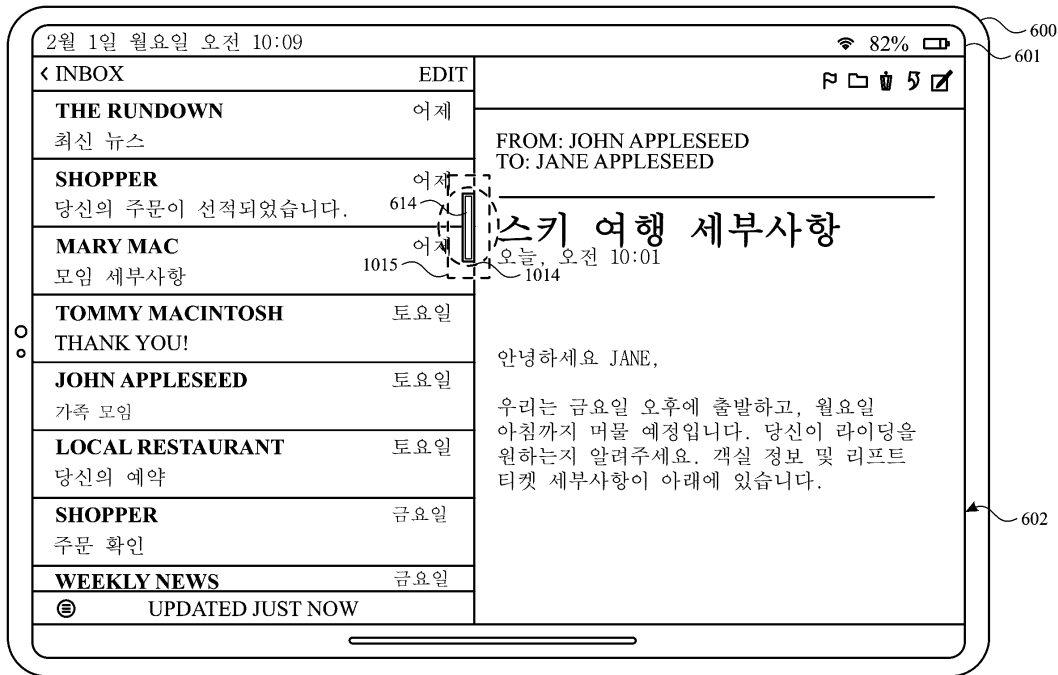 2월 1일 월요일 오전 10:09
82%
600
601
< INBOX
EDIT
THE RUNDOWN
어제
최신 뉴스
SHOPPER
어제
당신의 주문이 선적되었습니다.
614
MARY MAC
어제
1015
모임 세부사항
TOMMY MACINTOSH
토요일
THANK YOU!
JOHN APPLESEED
토요일
가족 모임
LOCAL RESTAURANT
토요일
당신의 예약
SHOPPER
금요일
주문 확인
WEEKLY NEWS
금요일
UPDATED JUST NOW
FROM: JOHN APPLESEED
TO: JANE APPLESEED
스키 여행 세부사항
오늘, 오전 10:01
1014
안녕하세요 JANE,
우리는 금요일 오후에 출발하고, 월요일
아침까지 머물 예정입니다. 당신이 라이딩을
원하는지 알려주세요. 객실 정보 및 리프트
티켓 세부사항이 아래에 있습니다.
602